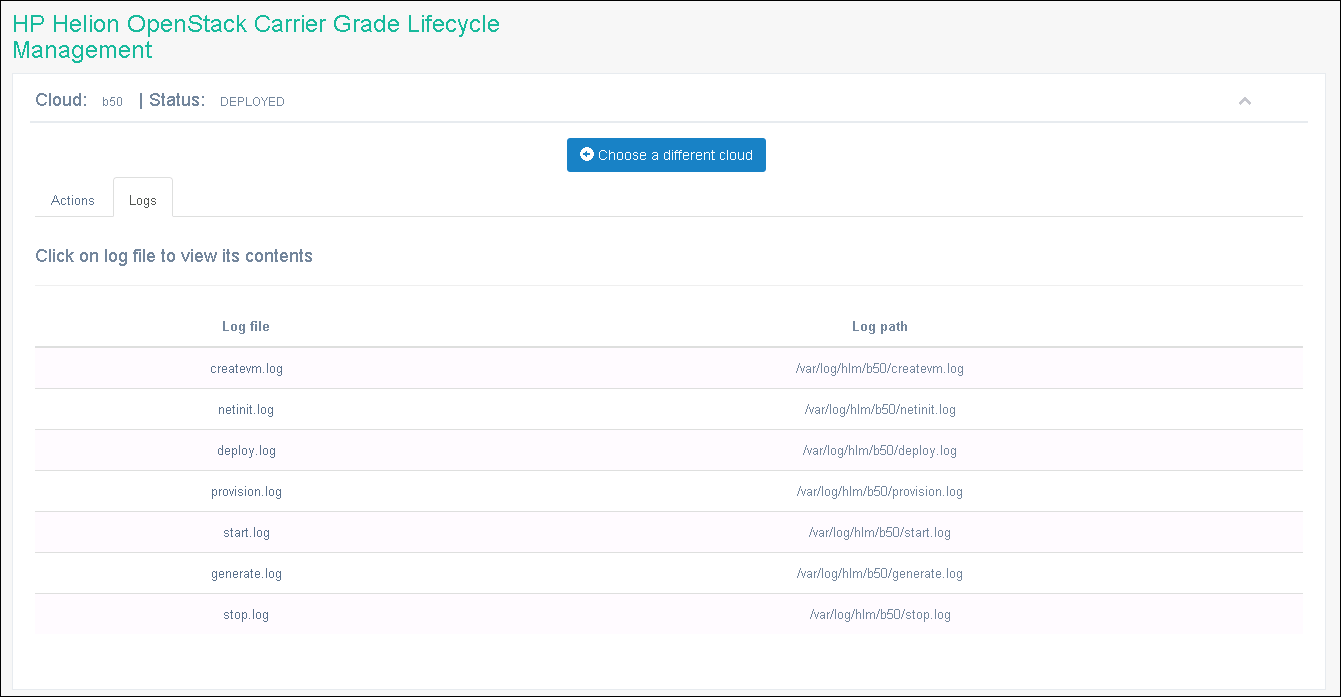 HP Helion OpenStack Carrier Grade Lifecycle
Management
Cloud: b50 | Status: DEPLOYED
Choose a different cloud
Actions Logs
Click on log file to view its contents
Log file Log path
createvm.log /var/log/hlm/b50/createvm.log
netinit.log /var/log/hlm/b50/netinit.log
deploy.log /var/log/hlm/b50/deploy.log
provision.log /var/log/hlm/b50/provision.log
start.log /var/log/hlm/b50/start.log
generate.log /var/log/hlm/b50/generate.log
stop.log /var/log/hlm/b50/stop.log